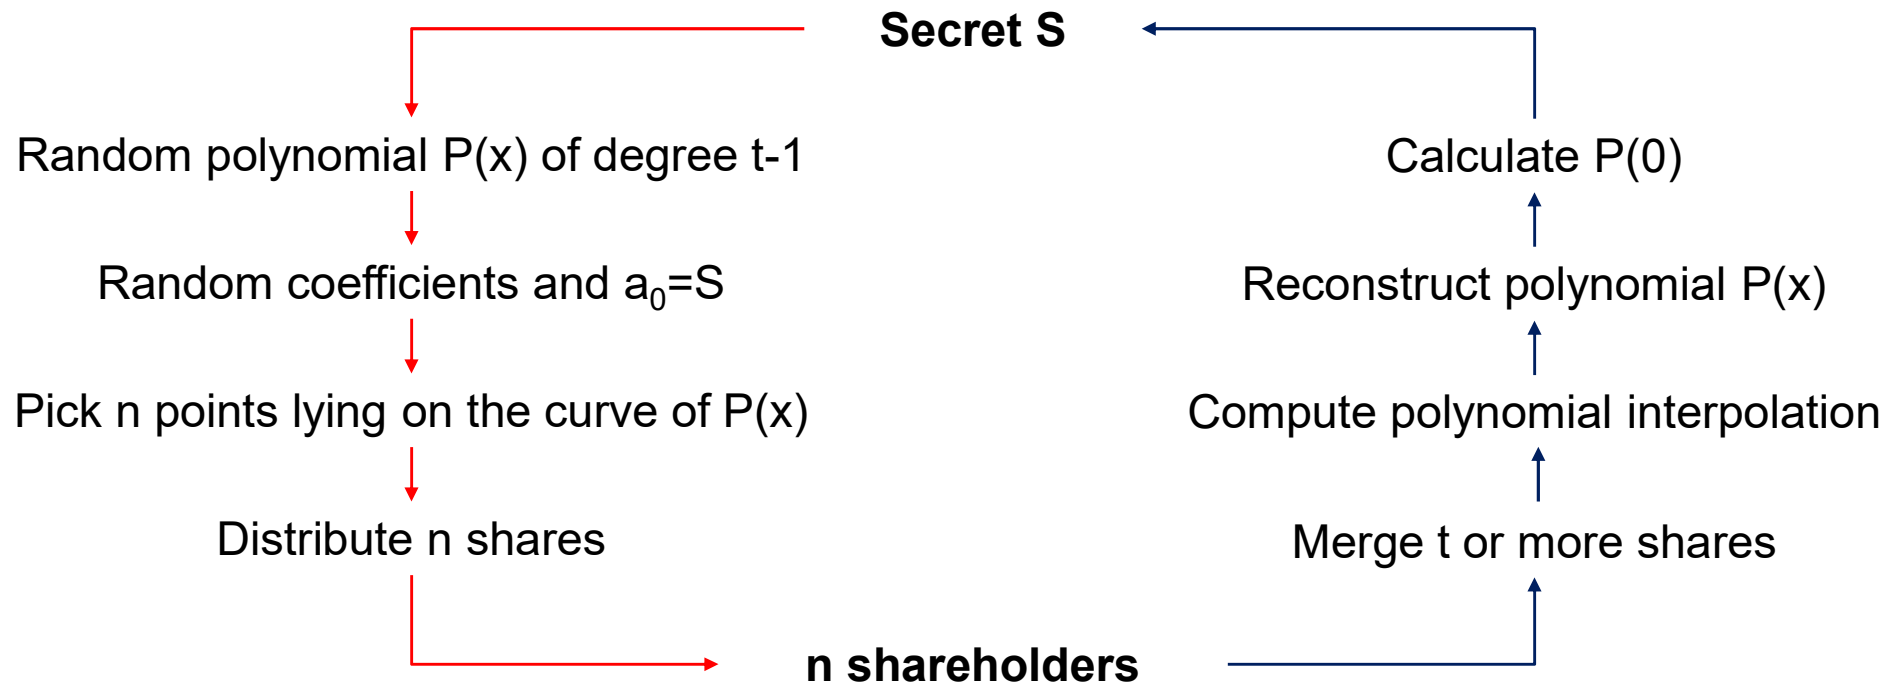 Secret S
Random polynomial P(x) of degree t-1
Random coefficients and a₀=S
Pick n points lying on the curve of P(x)
Distribute n shares
n shareholders
Merge t or more shares
Compute polynomial interpolation
Reconstruct polynomial P(x)
Calculate P(0)